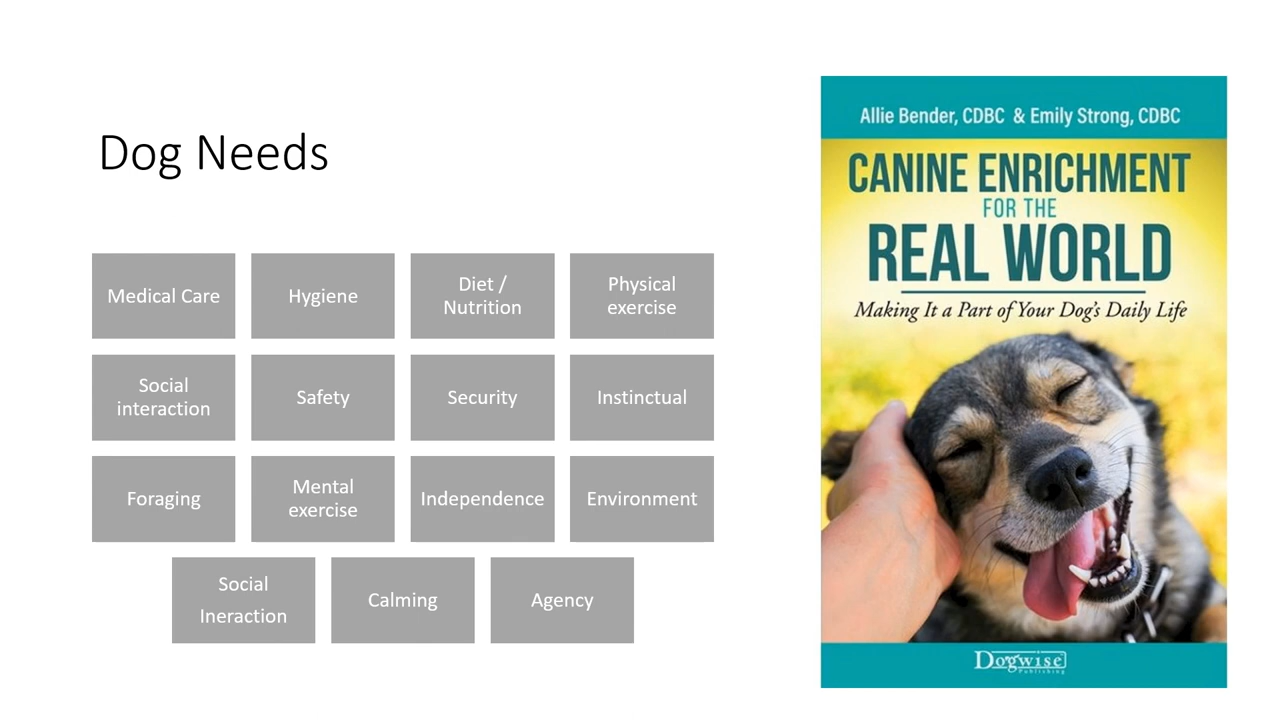 Dog Needs
Medical Care
Hygiene
Diet /
Nutrition
Physical
exercise
Social
interaction
Safety
Security
Instinctual
Foraging
Mental
exercise
Independence
Environment
Social
Ineraction
Calming
Agency
Allie Bender, CDBC & Emily Strong, CDBC
CANINE ENRICHMENT
FOR THE
REAL WORLD
Making It a Part of Your Dog's Daily Life
Dogwise
Publishing